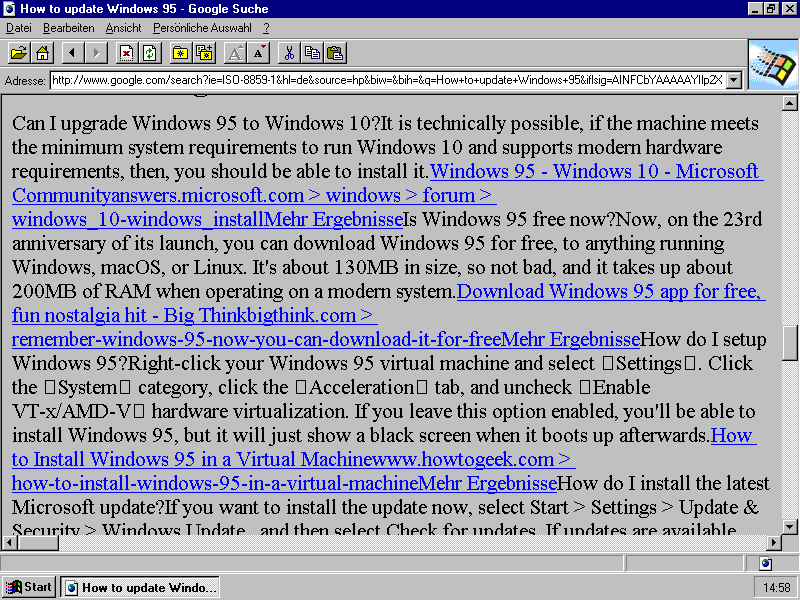 How to update Windows 95 - Google Suche
Datei Bearbeiten Ansicht Persönliche Auswahl ?
Adresse: http://www.google.com/search?ie=ISO-8859-1&hl=de&source=hp&biw=&bih=&q=How+to+update+Windows+95&iflsig=AINFCbYAAAAAYIIpZX
Can I upgrade Windows 95 to Windows 10?It is technically possible, if the machine meets
the minimum system requirements to run Windows 10 and supports modern hardware
requirements, then, you should be able to install it.Windows 95 - Windows 10 - Microsoft
Communityanswers.microsoft.com > windows > forum >
windows_10-windows_installMehr ErgebnisseIs Windows 95 free now?Now, on the 23rd
anniversary of its launch, you can download Windows 95 for free, to anything running
Windows, macOS, or Linux. It's about 130MB in size, so not bad, and it takes up about
200MB of RAM when operating on a modern system.Download Windows 95 app for free,
fun nostalgia hit - Big Thinkbigthink.com >
remember-windows-95-now-you-can-download-it-for-freeMehr ErgebnisseHow do I setup
Windows 95?Right-click your Windows 95 virtual machine and select □Settings□. Click
the □System□ category, click the □Acceleration□ tab, and uncheck □Enable
VT-x/AMD-V□ hardware virtualization. If you leave this option enabled, you'll be able to
install Windows 95, but it will just show a black screen when it boots up afterwards.How
to Install Windows 95 in a Virtual Machinewww.howtogeek.com >
how-to-install-windows-95-in-a-virtual-machineMehr ErgebnisseHow do I install the latest
Microsoft update?If you want to install the update now, select Start > Settings > Update &
Security > Windows Update , and then select Check for updates. If updates are available,
Start How to update Windo... 14:58